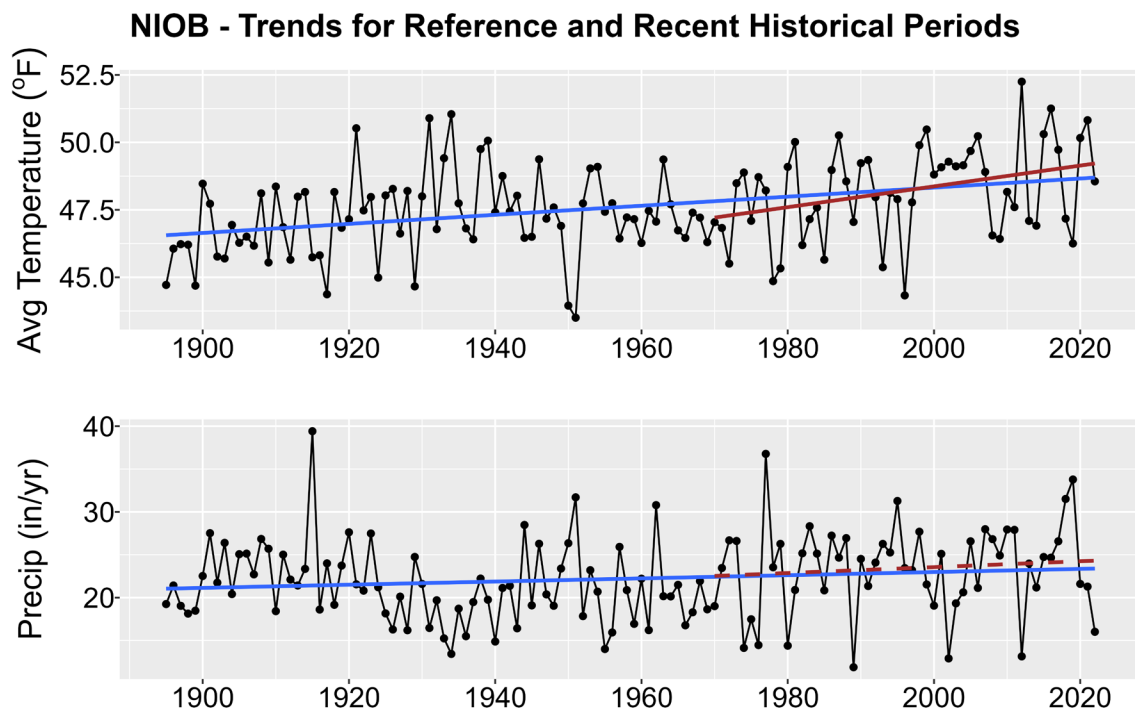 NIOB - Trends for Reference and Recent Historical Periods
Avg Temperature (°F)
52.5
50.0
47.5
45.0
1900 1920 1940 1960 1980 2000 2020
Precip (in/yr)
40
30
20
1900 1920 1940 1960 1980 2000 2020